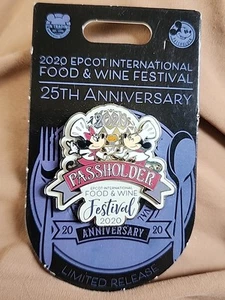 2020 EPCOT INTERNATIONAL
FOOD & WINE FESTIVAL
25TH ANNIVERSARY
2020
PASSHOLDER
EPCOT INTERNATIONAL
FOOD & WINE
Festival
2020
20 ANNIVERSARY 20
LIMITED RELEASE